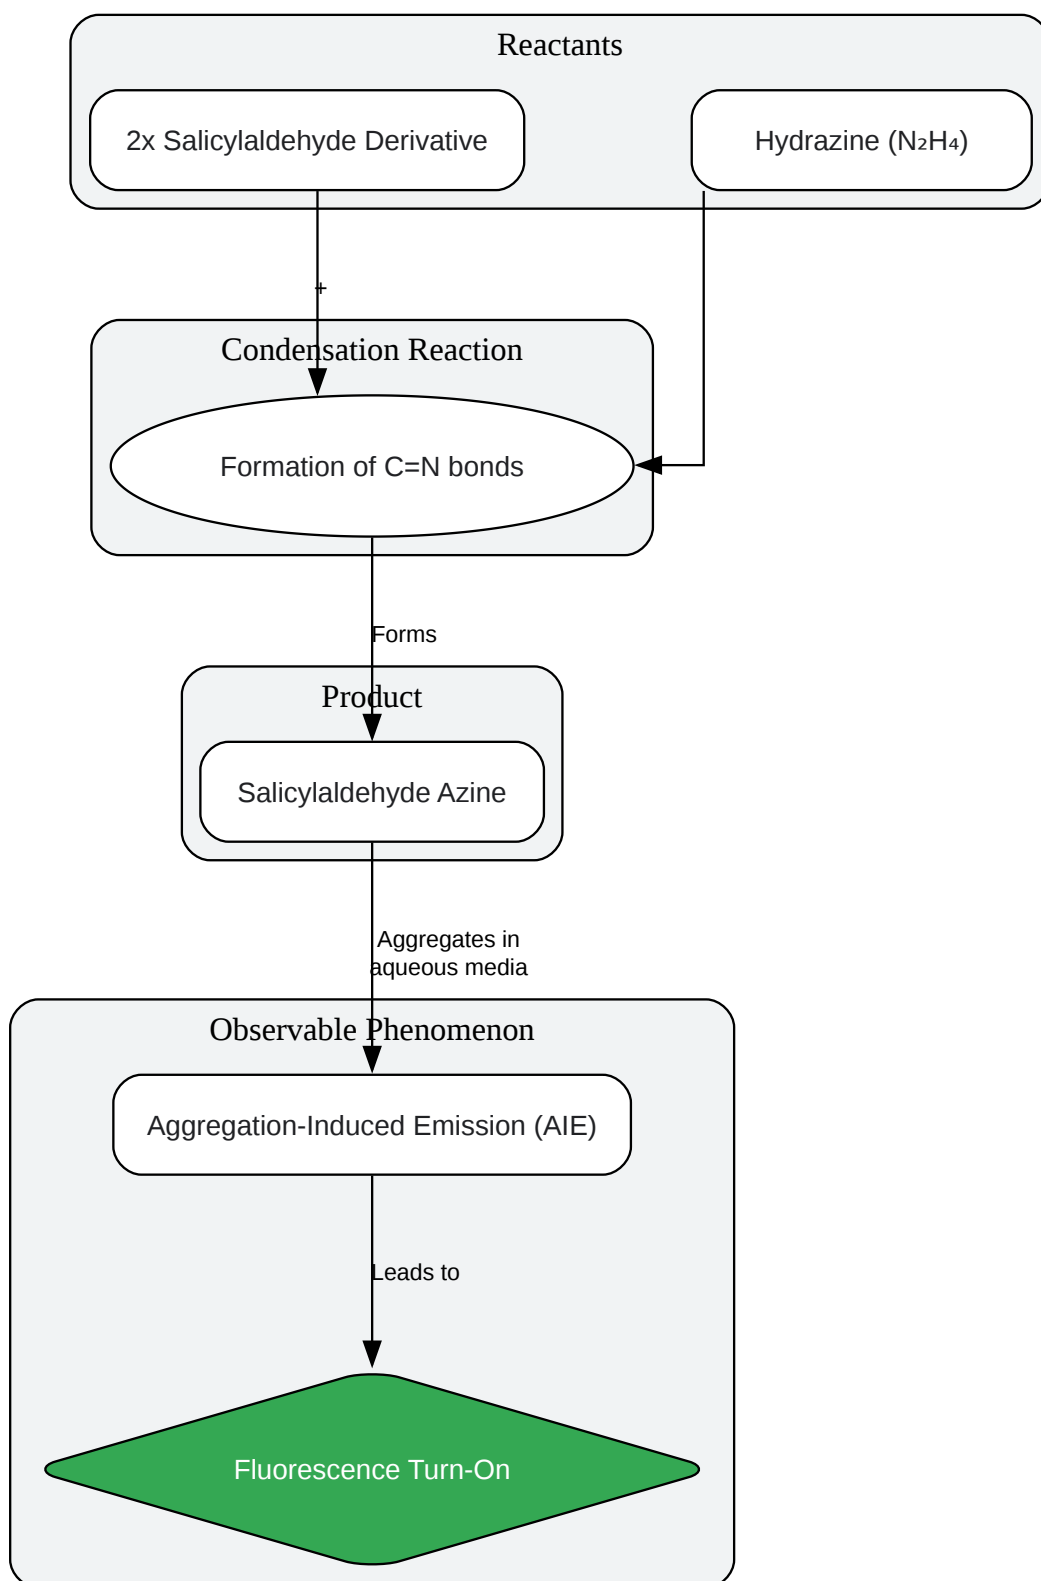 Reactants
2x Salicylaldehyde Derivative
Hydrazine (N₂H₄)
+
Condensation Reaction
Formation of C=N bonds
Forms
Product
Salicylaldehyde Azine
Aggregates in
aqueous media
Observable Phenomenon
Aggregation-Induced Emission (AIE)
Leads to
Fluorescence Turn-On